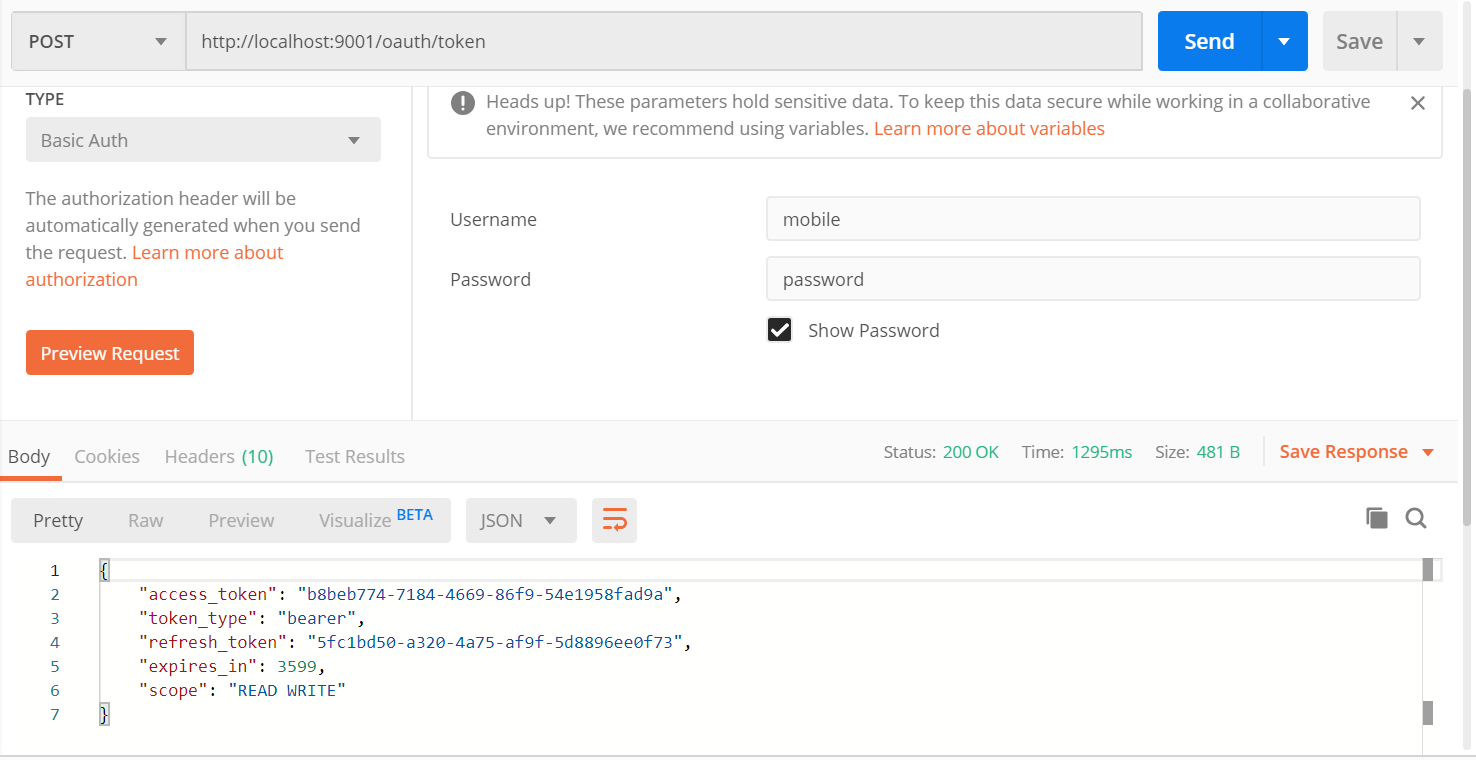 POST
http://localhost:9001/oauth/token
Send
Save
TYPE
Basic Auth
The authorization header will be
automatically generated when you send
the request. Learn more about
authorization
Preview Request
Heads up! These parameters hold sensitive data. To keep this data secure while working in a collaborative
environment, we recommend using variables. Learn more about variables
Username
mobile
Password
password
Show Password
Body Cookies Headers (10) Test Results
Status: 200 OK Time: 1295ms Size: 481 B Save Response
Pretty Raw Preview Visualize BETA JSON
1 {
2 "access_token": "b8beb774-7184-4669-86f9-54e1958fad9a",
3 "token_type": "bearer",
4 "refresh_token": "5fc1bd50-a320-4a75-af9f-5d8896ee0f73",
5 "expires_in": 3599,
6 "scope": "READ WRITE"
7 }